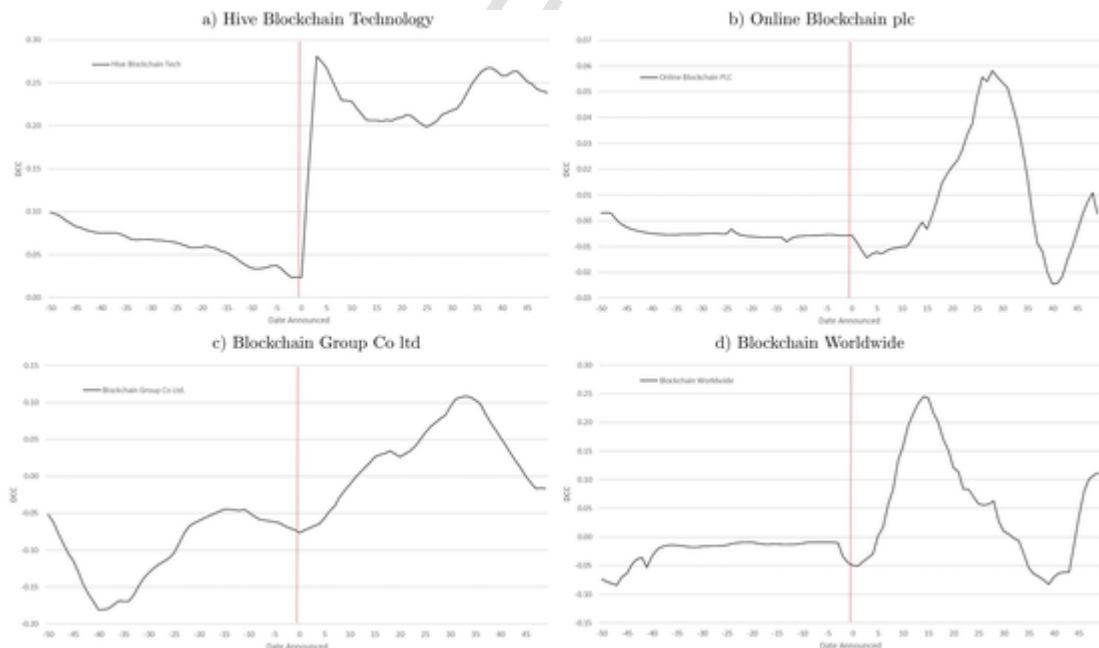 a) Hive Blockchain Technology
0.30
0.25
0.20
0.15
0.10
0.05
0.00
DCC
Hive Blockchain Tech
-50 -45 -40 -35 -30 -25 -20 -15 -10 -5 0 5 10 15 20 25 30 35 40 45
Date Announced
b) Online Blockchain plc
0.07
0.06
0.05
0.04
0.03
0.02
0.01
0.00
-0.01
-0.02
-0.03
DCC
Online Blockchain PLC
-50 -45 -40 -35 -30 -25 -20 -15 -10 -5 0 5 10 15 20 25 30 35 40 45
Date Announced
c) Blockchain Group Co ltd
0.15
0.10
0.05
0.00
-0.05
-0.10
-0.15
-0.20
DCC
Blockchain Group Co Ltd.
-50 -45 -40 -35 -30 -25 -20 -15 -10 -5 0 5 10 15 20 25 30 35 40 45
Date Announced
d) Blockchain Worldwide
0.30
0.25
0.20
0.15
0.10
0.05
0.00
-0.05
-0.10
-0.15
DCC
Blockchain Worldwide
-50 -45 -40 -35 -30 -25 -20 -15 -10 -5 0 5 10 15 20 25 30 35 40 45
Date Announced